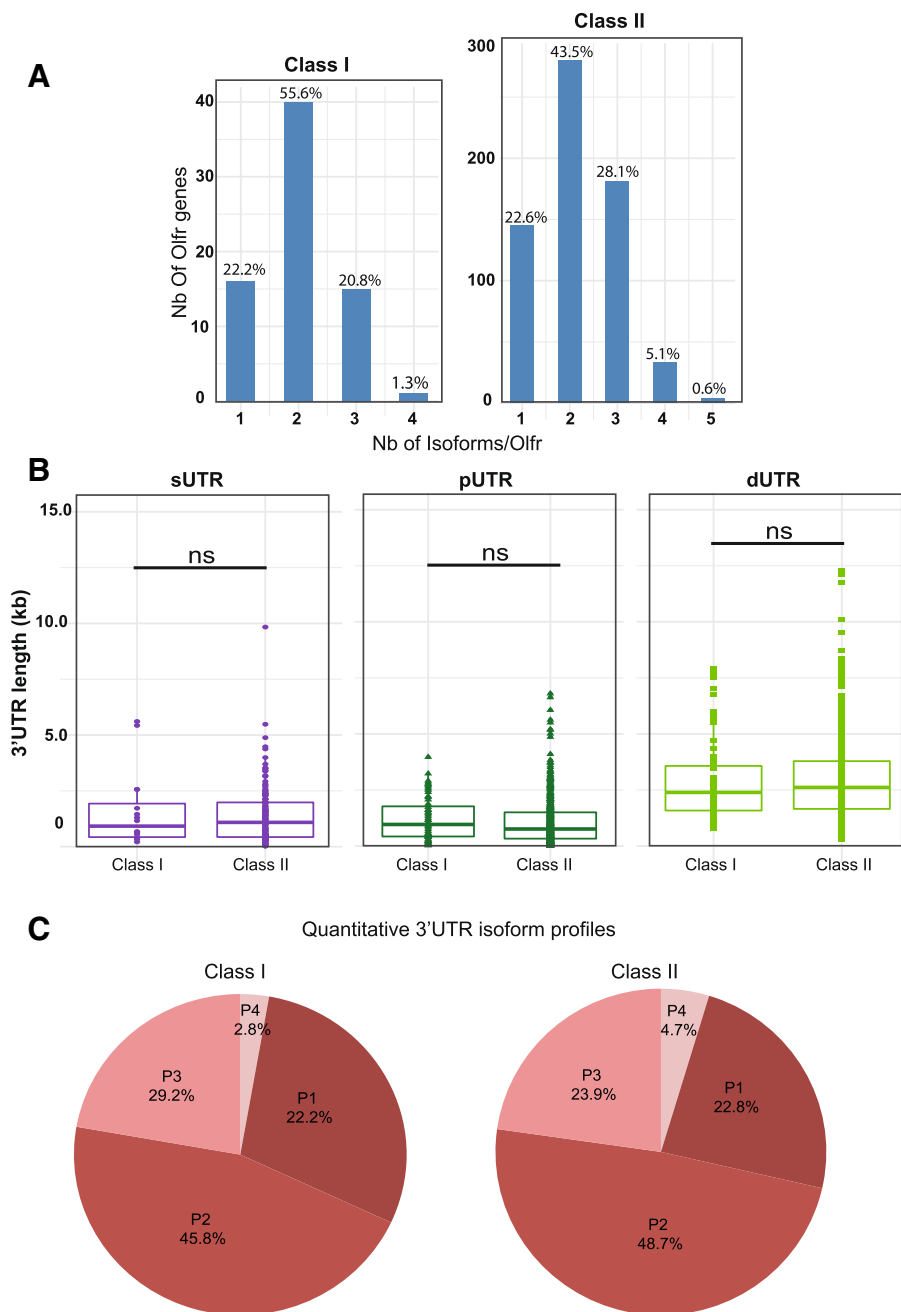 A
Class I
Class II
Nb Of Olfr genes
40
30
20
10
0
22.2%
55.6%
20.8%
1.3%
1
2
3
4
300
200
100
0
22.6%
43.5%
28.1%
5.1%
0.6%
1
2
3
4
5
Nb of Isoforms/Olfr
B
sUTR
pUTR
dUTR
3'UTR length (kb)
15.0
10.0
5.0
0
ns
ns
ns
Class I
Class II
Class I
Class II
Class I
Class II
C
Quantitative 3'UTR isoform profiles
Class I
P4
2.8%
P1
22.2%
P3
29.2%
P2
45.8%
Class II
P4
4.7%
P1
22.8%
P3
23.9%
P2
48.7%